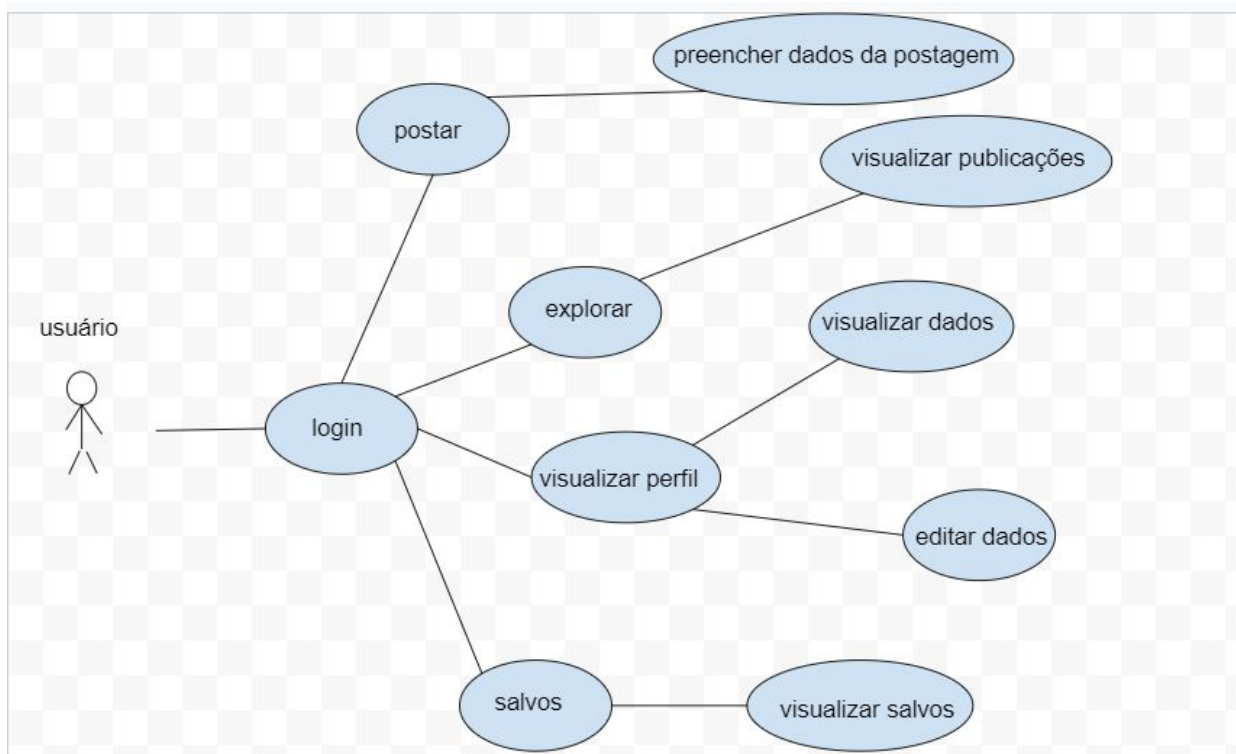 preencher dados da postagem
postar
visualizar publicações
explorar
visualizar dados
usuário
login
visualizar perfil
editar dados
salvos
visualizar salvos